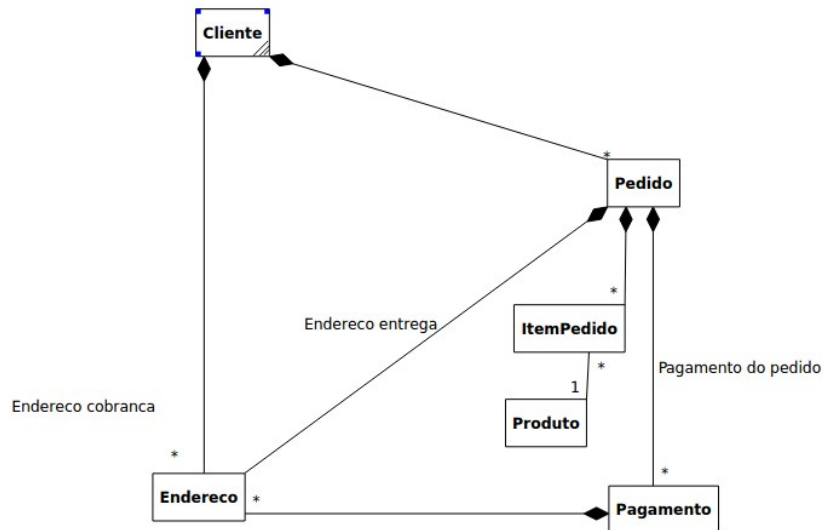 Cliente
*
Pedido
*
Endereco entrega
ItemPedido
*
Pagamento do pedido
1
Endereco cobranca
Produto
*
*
Endereco
*
Pagamento